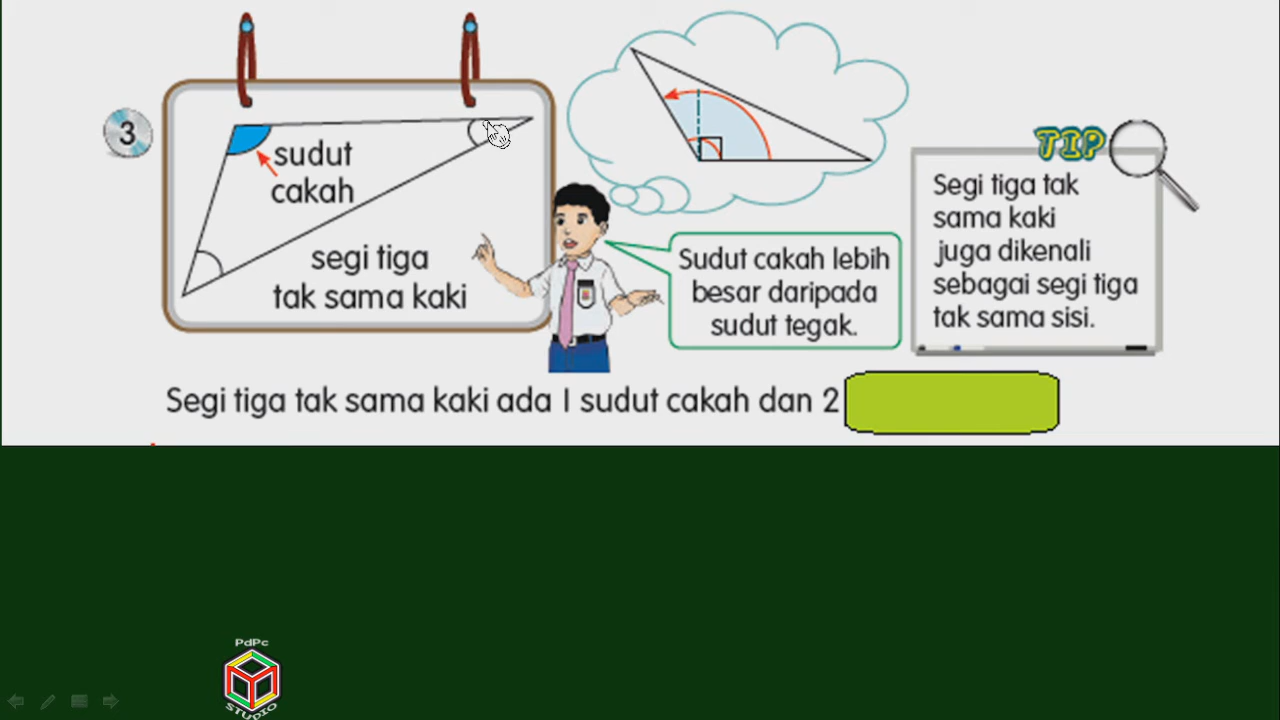 3
sudut
cakah
segi tiga
tak sama kaki
Sudut cakah lebih
besar daripada
sudut tegak.
TIP
Segi tiga tak
sama kaki
juga dikenali
sebagai segi tiga
tak sama sisi.
Segi tiga tak sama kaki ada 1 sudut cakah dan 2
PdPc
STUDIO